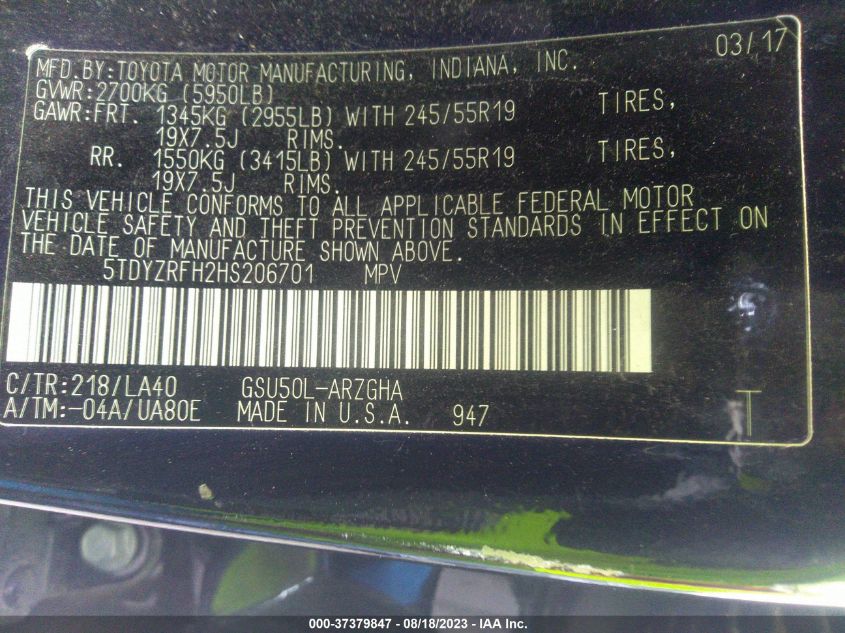 03/17
MFD.BY:TOYOTA MOTOR MANUFACTURING, INDIANA, INC.
GVWR:2700KG (5950LB)
GAWR:FRT. 1345KG (2955LB) WITH 245/55R19 TIRES,
19X7.5J RIMS.
RR. 1550KG (3415LB) WITH 245/55R19 TIRES,
19X7.5J RIMS.
THIS VEHICLE CONFORMS TO ALL APPLICABLE FEDERAL MOTOR
VEHICLE SAFETY AND THEFT PREVENTION STANDARDS IN EFFECT ON
THE DATE OF MANUFACTURE SHOWN ABOVE.
5TDYZRFH2HS206701 MPV
C/TR:218/LA40 GSU50L-ARZGHA
A/TM:-04A/UA80E MADE IN U.S.A. 947 T
000-37379847 - 08/18/2023 - IAA Inc.